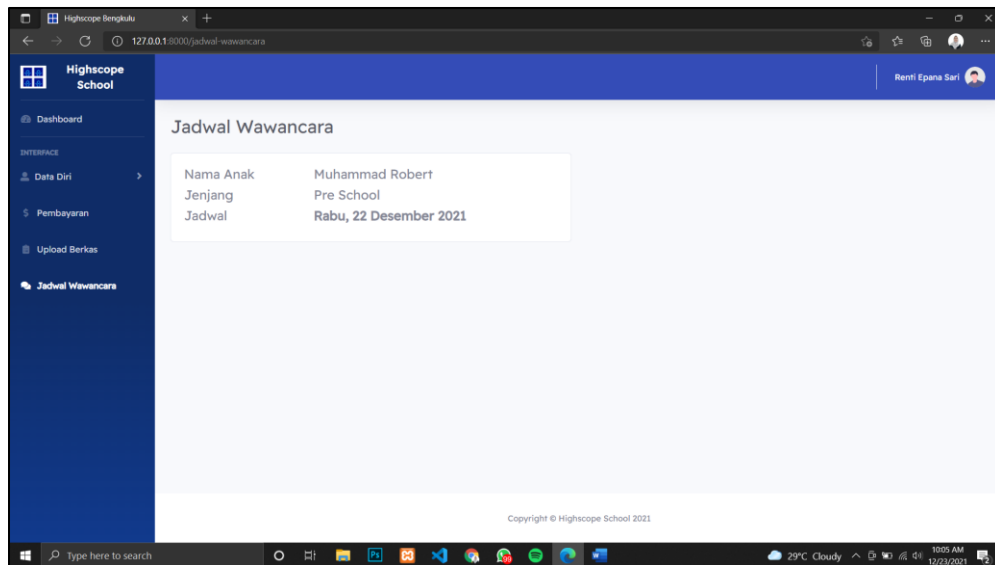 Highscope Bengkulu
127.0.0.1:8000/jadwal-wawancara
Highscope
School
Renti Epana Sari
Dashboard
INTERFACE
Data Diri
Pembayaran
Upload Berkas
Jadwal Wawancara
Jadwal Wawancara
Nama Anak Muhammad Robert
Jenjang Pre School
Jadwal Rabu, 22 Desember 2021
Copyright © Highscope School 2021
Type here to search
Ps
29°C Cloudy
10:05 AM
12/23/2021